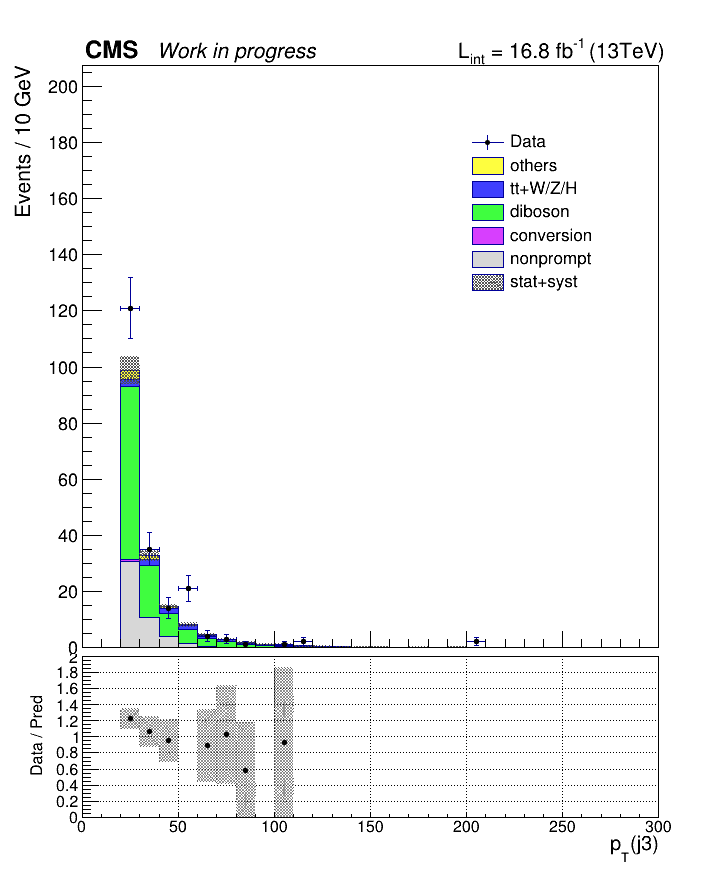 CMS Work in progress L_int = 16.8 fb^-1 (13TeV)
Events / 10 GeV
200
180
160
140
120
100
80
60
40
20
0
Data
others
tt+W/Z/H
diboson
conversion
nonprompt
stat+syst
Data / Pred
2
1.8
1.6
1.4
1.2
1
0.8
0.6
0.4
0.2
0
0 50 100 150 200 250 300
p_T(j3)